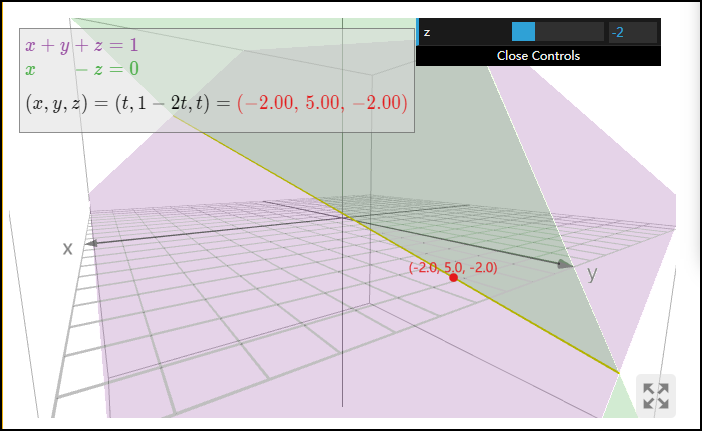 x + y + z = 1
x − z = 0
(x, y, z) = (t, 1 − 2t, t) = (−2.00, 5.00, −2.00)
z -2
Close Controls
x
(-2.0, 5.0, -2.0)
y